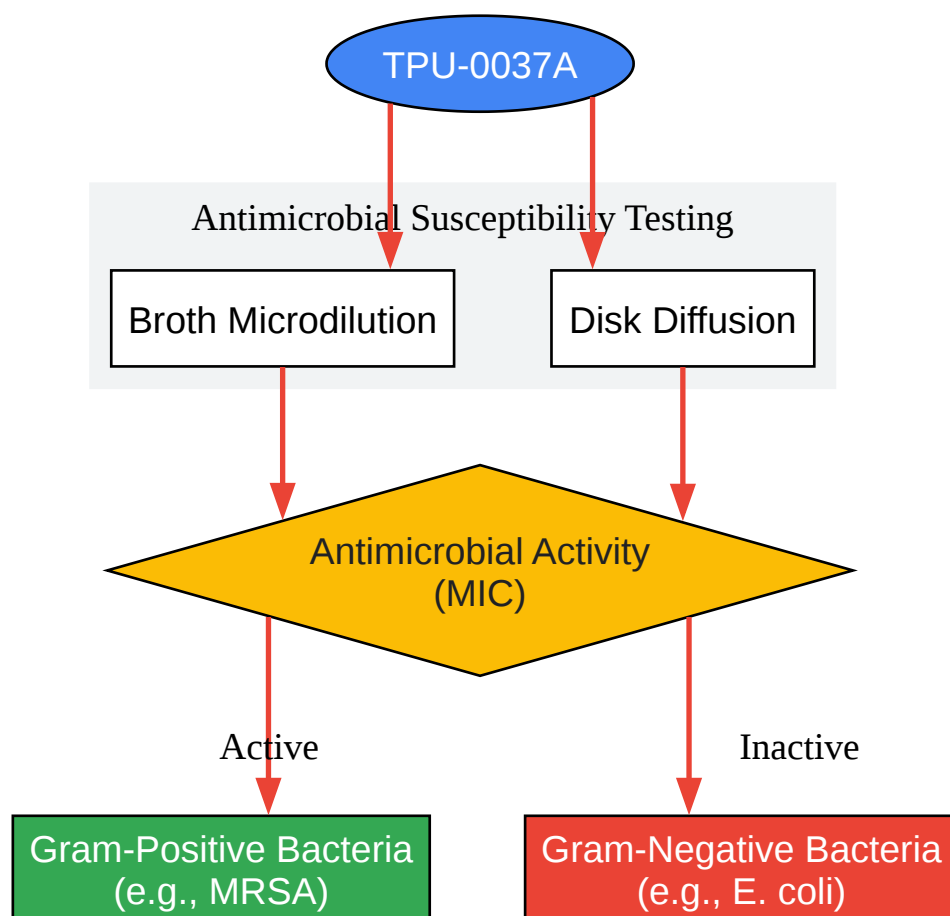 TPU-0037A
Antimicrobial Susceptibility Testing
Broth Microdilution
Disk Diffusion
Antimicrobial Activity
(MIC)
Active
Inactive
Gram-Positive Bacteria
(e.g., MRSA)
Gram-Negative Bacteria
(e.g., E. coli)